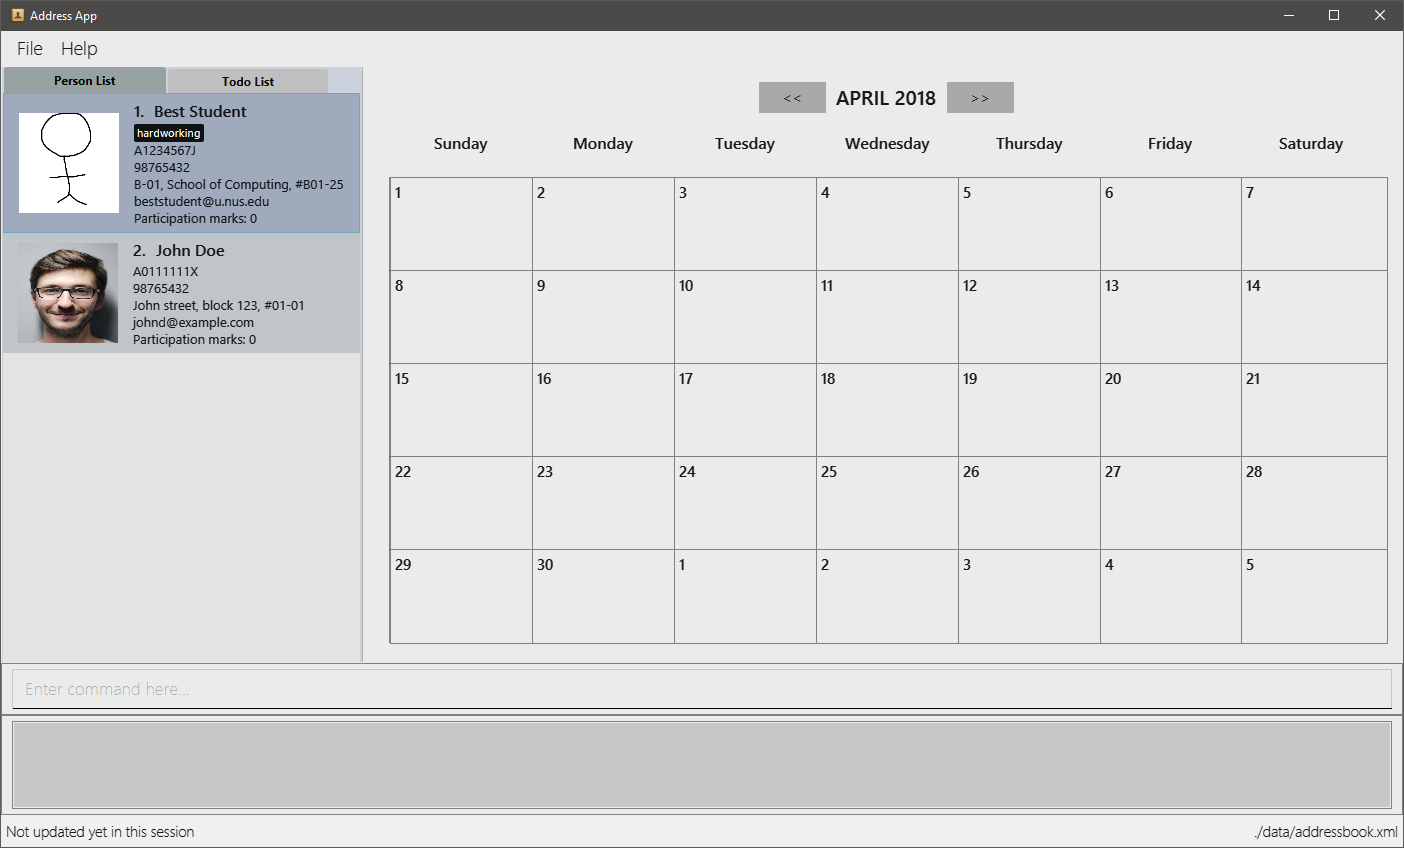 Address App
File Help
Person List Todo List
1. Best Student
hardworking
A1234567J
98765432
B-01, School of Computing, #B01-25
beststudent@u.nus.edu
Participation marks: 0
2. John Doe
A0111111X
98765432
John street, block 123, #01-01
johnd@example.com
Participation marks: 0
<< APRIL 2018 >>
Sunday Monday Tuesday Wednesday Thursday Friday Saturday
1 2 3 4 5 6 7
8 9 10 11 12 13 14
15 16 17 18 19 20 21
22 23 24 25 26 27 28
29 30 1 2 3 4 5
Enter command here...
Not updated yet in this session ./data/addressbook.xml